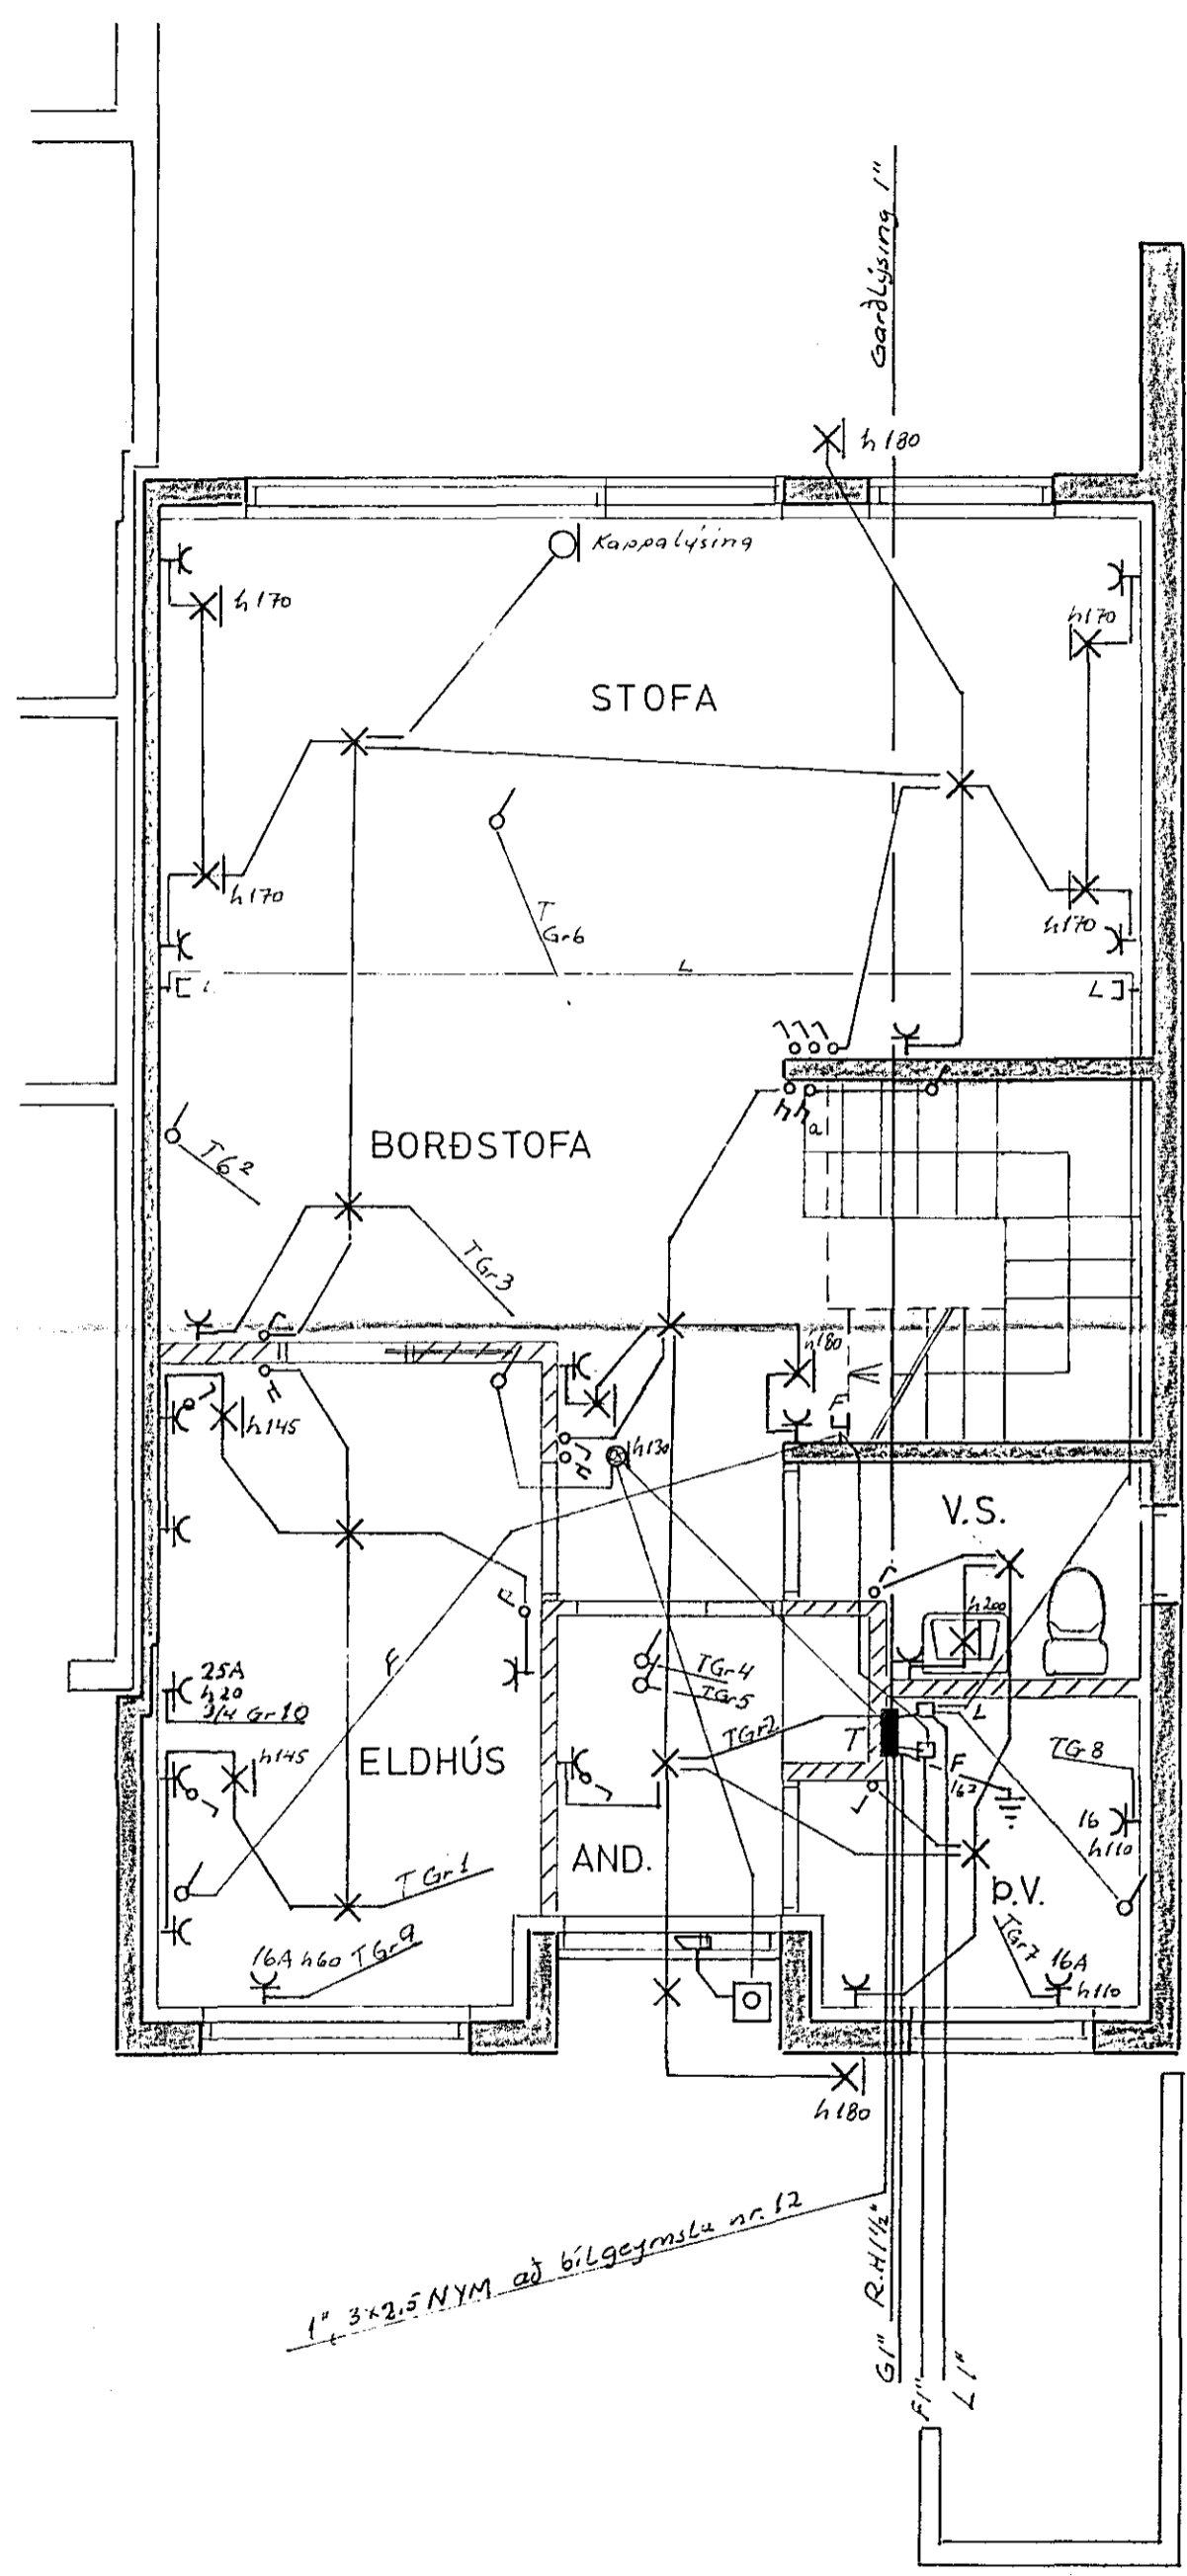 Garðlýsing 1"
h180
Kappalýsing
h170
h170
STOFA
h170
h170
T
Gr6
L
L
L
a
BORÐSTOFA
T62
TGr3
h180
F
h145
h130
V.S.
h200
25A
h20
3/4 Gr10
F
TGr4
TGr5
TGr2
T
L
F
162
TG8
h145
ELDHÚS
16
h110
AND.
Þ.V.
TGr1
TGr7
16A h60 TGr9
16A
h110
h180
1", 3x2,5 NYM að bílgeymslu nr. 12
R.H 1½"
G1"
F1"
L1"